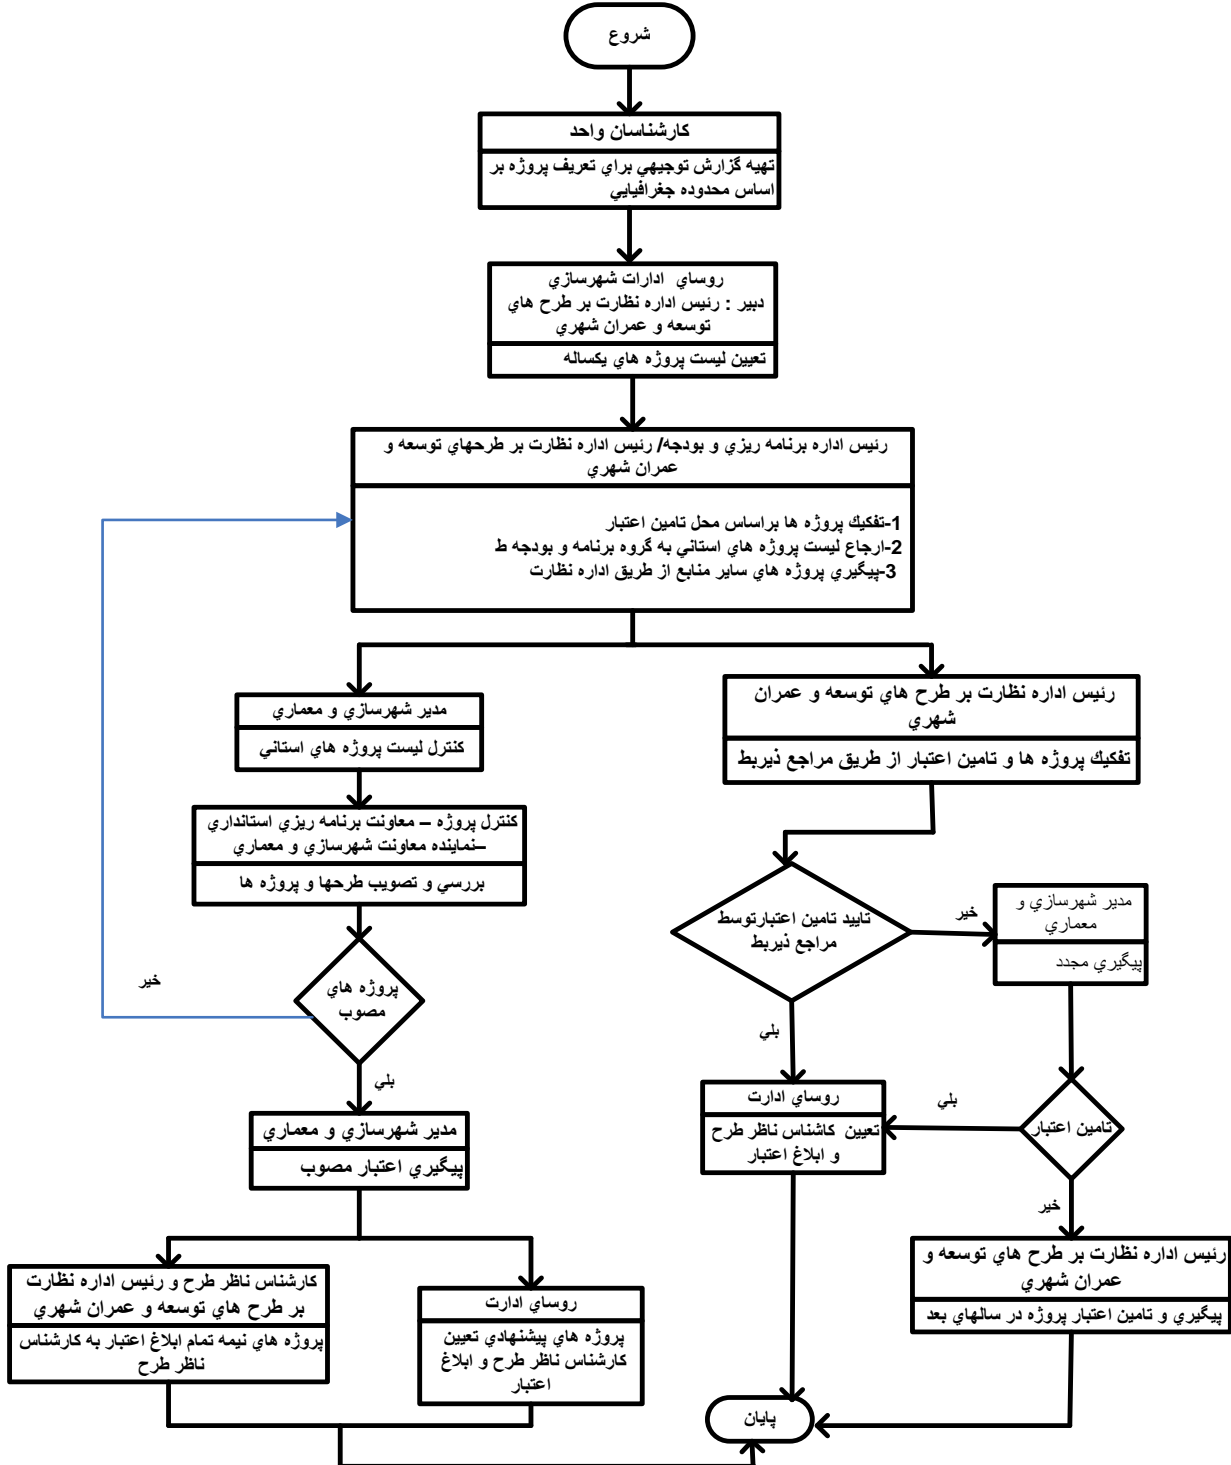 شروع
كارشناسان واحد
تهيه گزارش توجيهي براي تعريف پروژه بر
اساس محدوده جغرافيايي
روساي ادارات شهرسازي
دبير : رئيس اداره نظارت بر طرح هاي
توسعه و عمران شهري
تعيين ليست پروژه هاي يكساله
رئيس اداره برنامه ريزي و بودجه/ رئيس اداره نظارت بر طرحهاي توسعه و
عمران شهري
1-تفكيك پروژه ها براساس محل تامين اعتبار
2-ارجاع ليست پروژه هاي استاني به گروه برنامه و بودجه ط
3-پيگيري پروژه هاي ساير منابع از طريق اداره نظارت
رئيس اداره نظارت بر طرح هاي توسعه و عمران
شهري
تفكيك پروژه ها و تامين اعتبار از طريق مراجع ذيربط
مدير شهرسازي و معماري
كنترل ليست پروژه هاي استاني
كنترل پروژه – معاونت برنامه ريزي استانداري
–نماينده معاونت شهرسازي و معماري
بررسي و تصويب طرحها و پروژه ها
تاييد تامين اعتبارتوسط
مراجع ذيربط
خير
مدير شهرسازي و
معماري
پيگيري مجدد
پروژه هاي
مصوب
خير
بلي
بلي
روساي ادارت
تعيين كاشناس ناظر طرح
و ابلاغ اعتبار
بلي
تامين اعتبار
خير
مدير شهرسازي و معماري
پيگيري اعتبار مصوب
رئيس اداره نظارت بر طرح هاي توسعه و
عمران شهري
پيگيري و تامين اعتبار پروژه در سالهاي بعد
روساي ادارت
پروژه هاي پيشنهادي تعيين
كارشناس ناظر طرح و ابلاغ
اعتبار
كارشناس ناظر طرح و رئيس اداره نظارت
بر طرح هاي توسعه و عمران شهري
پروژه هاي نيمه تمام ابلاغ اعتبار به كارشناس
ناظر طرح
پايان